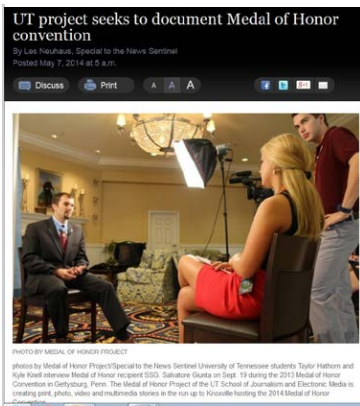 UT project seeks to document Medal of Honor
convention
By Les Neuhaus, Special to the News Sentinel
Posted May 7, 2014 at 5 a.m.
Discuss Print A A A
PHOTO BY MEDAL OF HONOR PROJECT
photos by Medal of Honor Project/Special to the News Sentinel University of Tennessee students Taylor Hathorn and
Kyle Knell interview Medal of Honor recipient SSG. Salvatore Giunta on Sept. 19 during the 2013 Medal of Honor
Convention in Gettysburg, Penn. The Medal of Honor Project of the UT School of Journalism and Electronic Media is
creating print, photo, video and multimedia stories in the run up to Knoxville hosting the 2014 Medal of Honor
Convention.